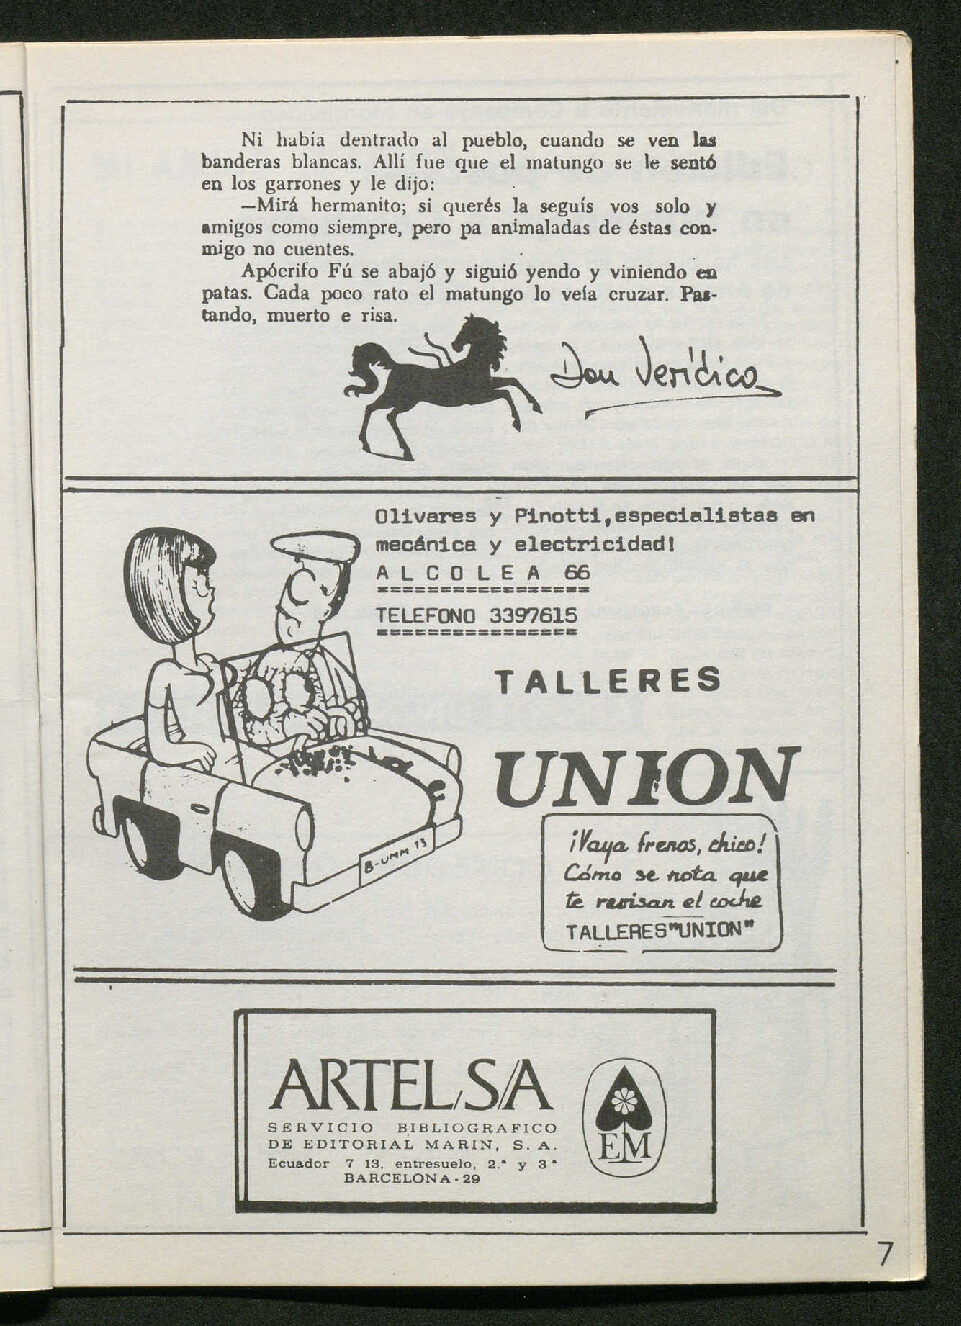 Ni había dentrado al pueblo, cuando se ven las
banderas blancas. Allí fue que el matungo se le sentó
en los garrones y le dijo:
—Mirá hermanito; si querés la seguís vos solo y
amigos como siempre, pero pa animaladas de éstas con-
migo no cuentes.
Apócrifo Fú se abajó y siguió yendo y viniendo en
patas. Cada poco rato el matungo lo veía cruzar. Pas-
tando, muerto e risa.
Don Verídico
Olivares y Pinotti,especialistas en
mecánica y electricidad!
ALCOLEA 66
TELEFONO 3397615
TALLERES
UNION
B-UMM 13
¡Vaya frenos, chico!
Cómo se nota que
te revisan el coche
TALLERES"UNION"
ARTEL,S/A
SERVICIO BIBLIOGRAFICO
DE EDITORIAL MARIN, S. A.
Ecuador 7 13, entresuelo, 2.ª y 3ª
BARCELONA-29
EM
7